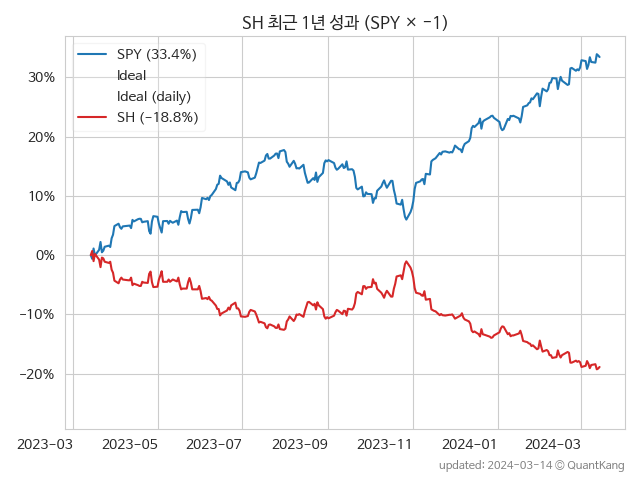 SH 최근 1년 성과 (SPY × −1)
SPY (33.4%)
Ideal
Ideal (daily)
SH (−18.8%)
30%
20%
10%
0%
−10%
−20%
2023-03 2023-05 2023-07 2023-09 2023-11 2024-01 2024-03
updated: 2024-03-14 © QuantKang